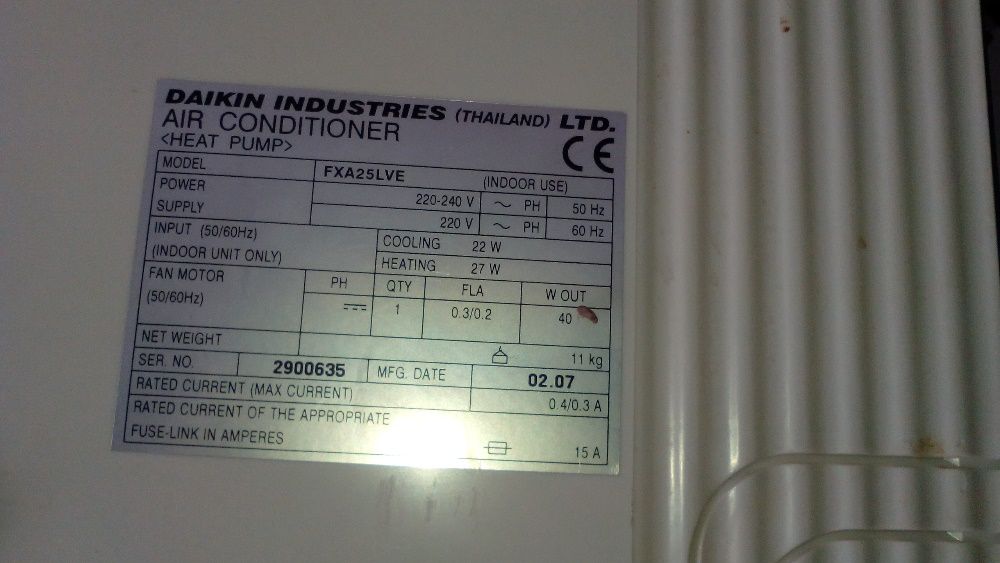 DAIKIN INDUSTRIES (THAILAND) LTD.
AIR CONDITIONER
<HEAT PUMP>
CE
MODEL FXA25LVE (INDOOR USE)
POWER SUPPLY 220-240 V ~ PH 50 Hz
220 V ~ PH 60 Hz
INPUT (50/60Hz) COOLING 22 W
(INDOOR UNIT ONLY) HEATING 27 W
FAN MOTOR PH QTY FLA W OUT
(50/60Hz) 1 0.3/0.2 40
NET WEIGHT 11 kg
SER. NO. 2900635 MFG. DATE 02.07
RATED CURRENT (MAX CURRENT) 0.4/0.3 A
RATED CURRENT OF THE APPROPRIATE
FUSE-LINK IN AMPERES 15 A